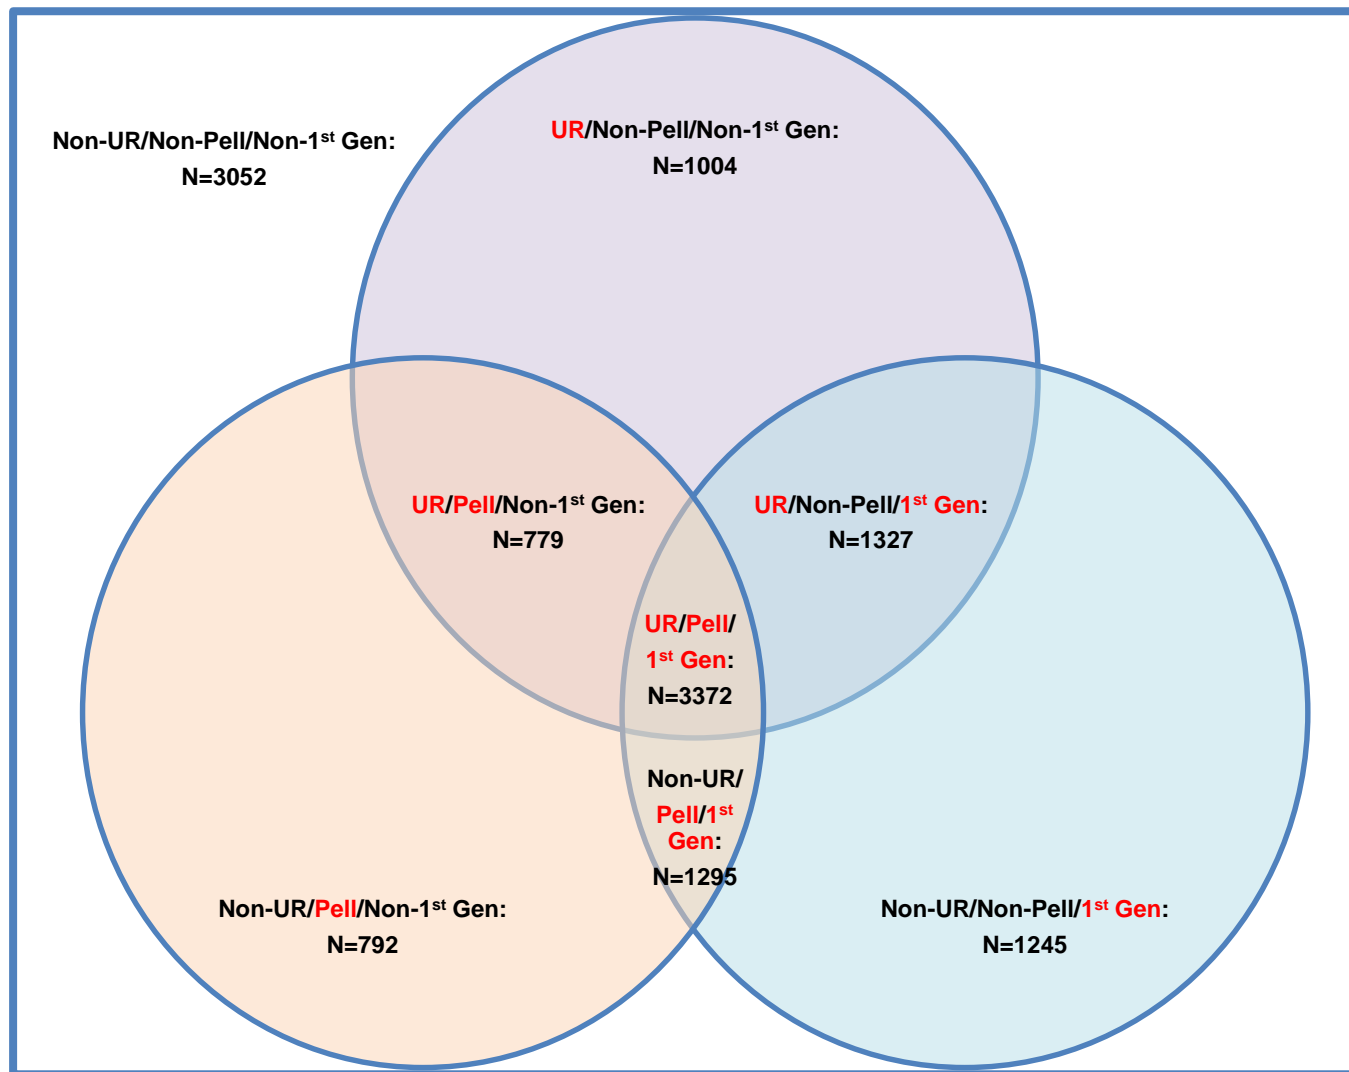 Non-UR/Non-Pell/Non-1st Gen:
N=3052
UR/Non-Pell/Non-1st Gen:
N=1004
UR/Pell/Non-1st Gen:
N=779
UR/Non-Pell/1st Gen:
N=1327
UR/Pell/
1st Gen:
N=3372
Non-UR/
Pell/1st
Gen:
N=1295
Non-UR/Pell/Non-1st Gen:
N=792
Non-UR/Non-Pell/1st Gen:
N=1245